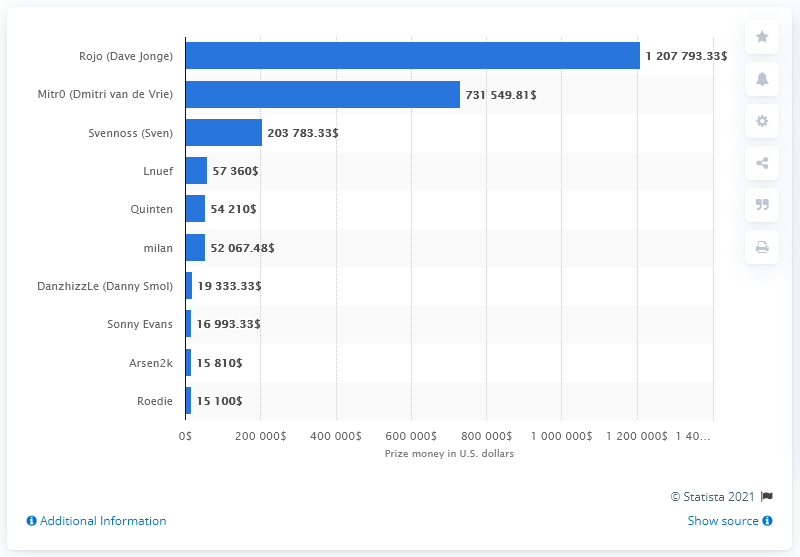 Rojo (Dave Jonge) 1 207 793.33$
Mitr0 (Dmitri van de Vrie) 731 549.81$
Svennoss (Sven) 203 783.33$
Lnuef 57 360$
Quinten 54 210$
milan 52 067.48$
DanzhizzLe (Danny Smol) 19 333.33$
Sonny Evans 16 993.33$
Arsen2k 15 810$
Roedie 15 100$
0$ 200 000$ 400 000$ 600 000$ 800 000$ 1 000 000$ 1 200 000$ 1 40…
Prize money in U.S. dollars
© Statista 2021
Additional Information Show source